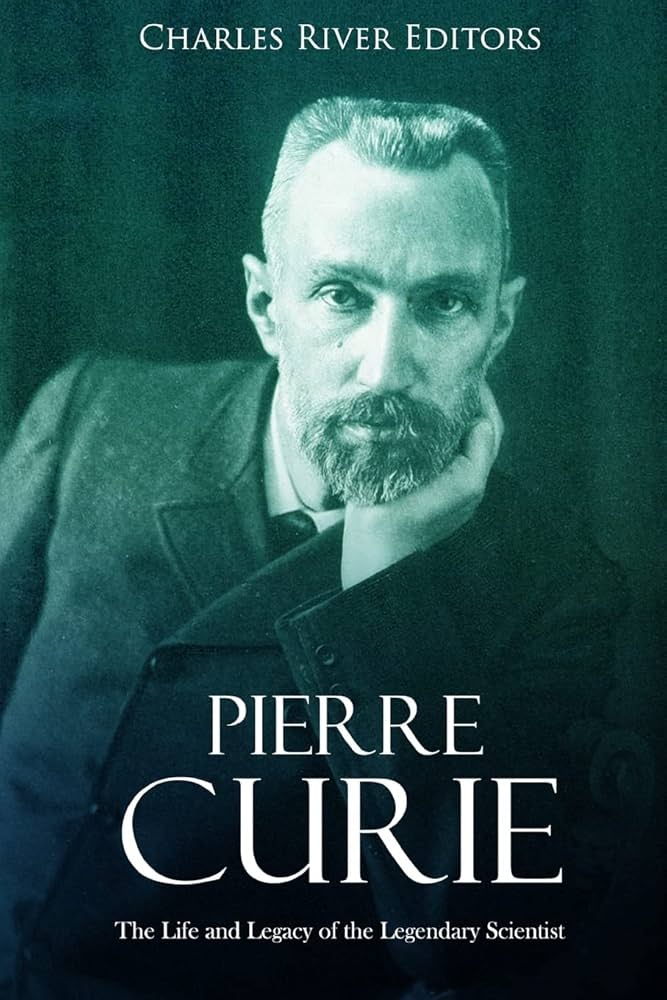 CHARLES RIVER EDITORS
PIERRE
CURIE
The Life and Legacy of the Legendary Scientist